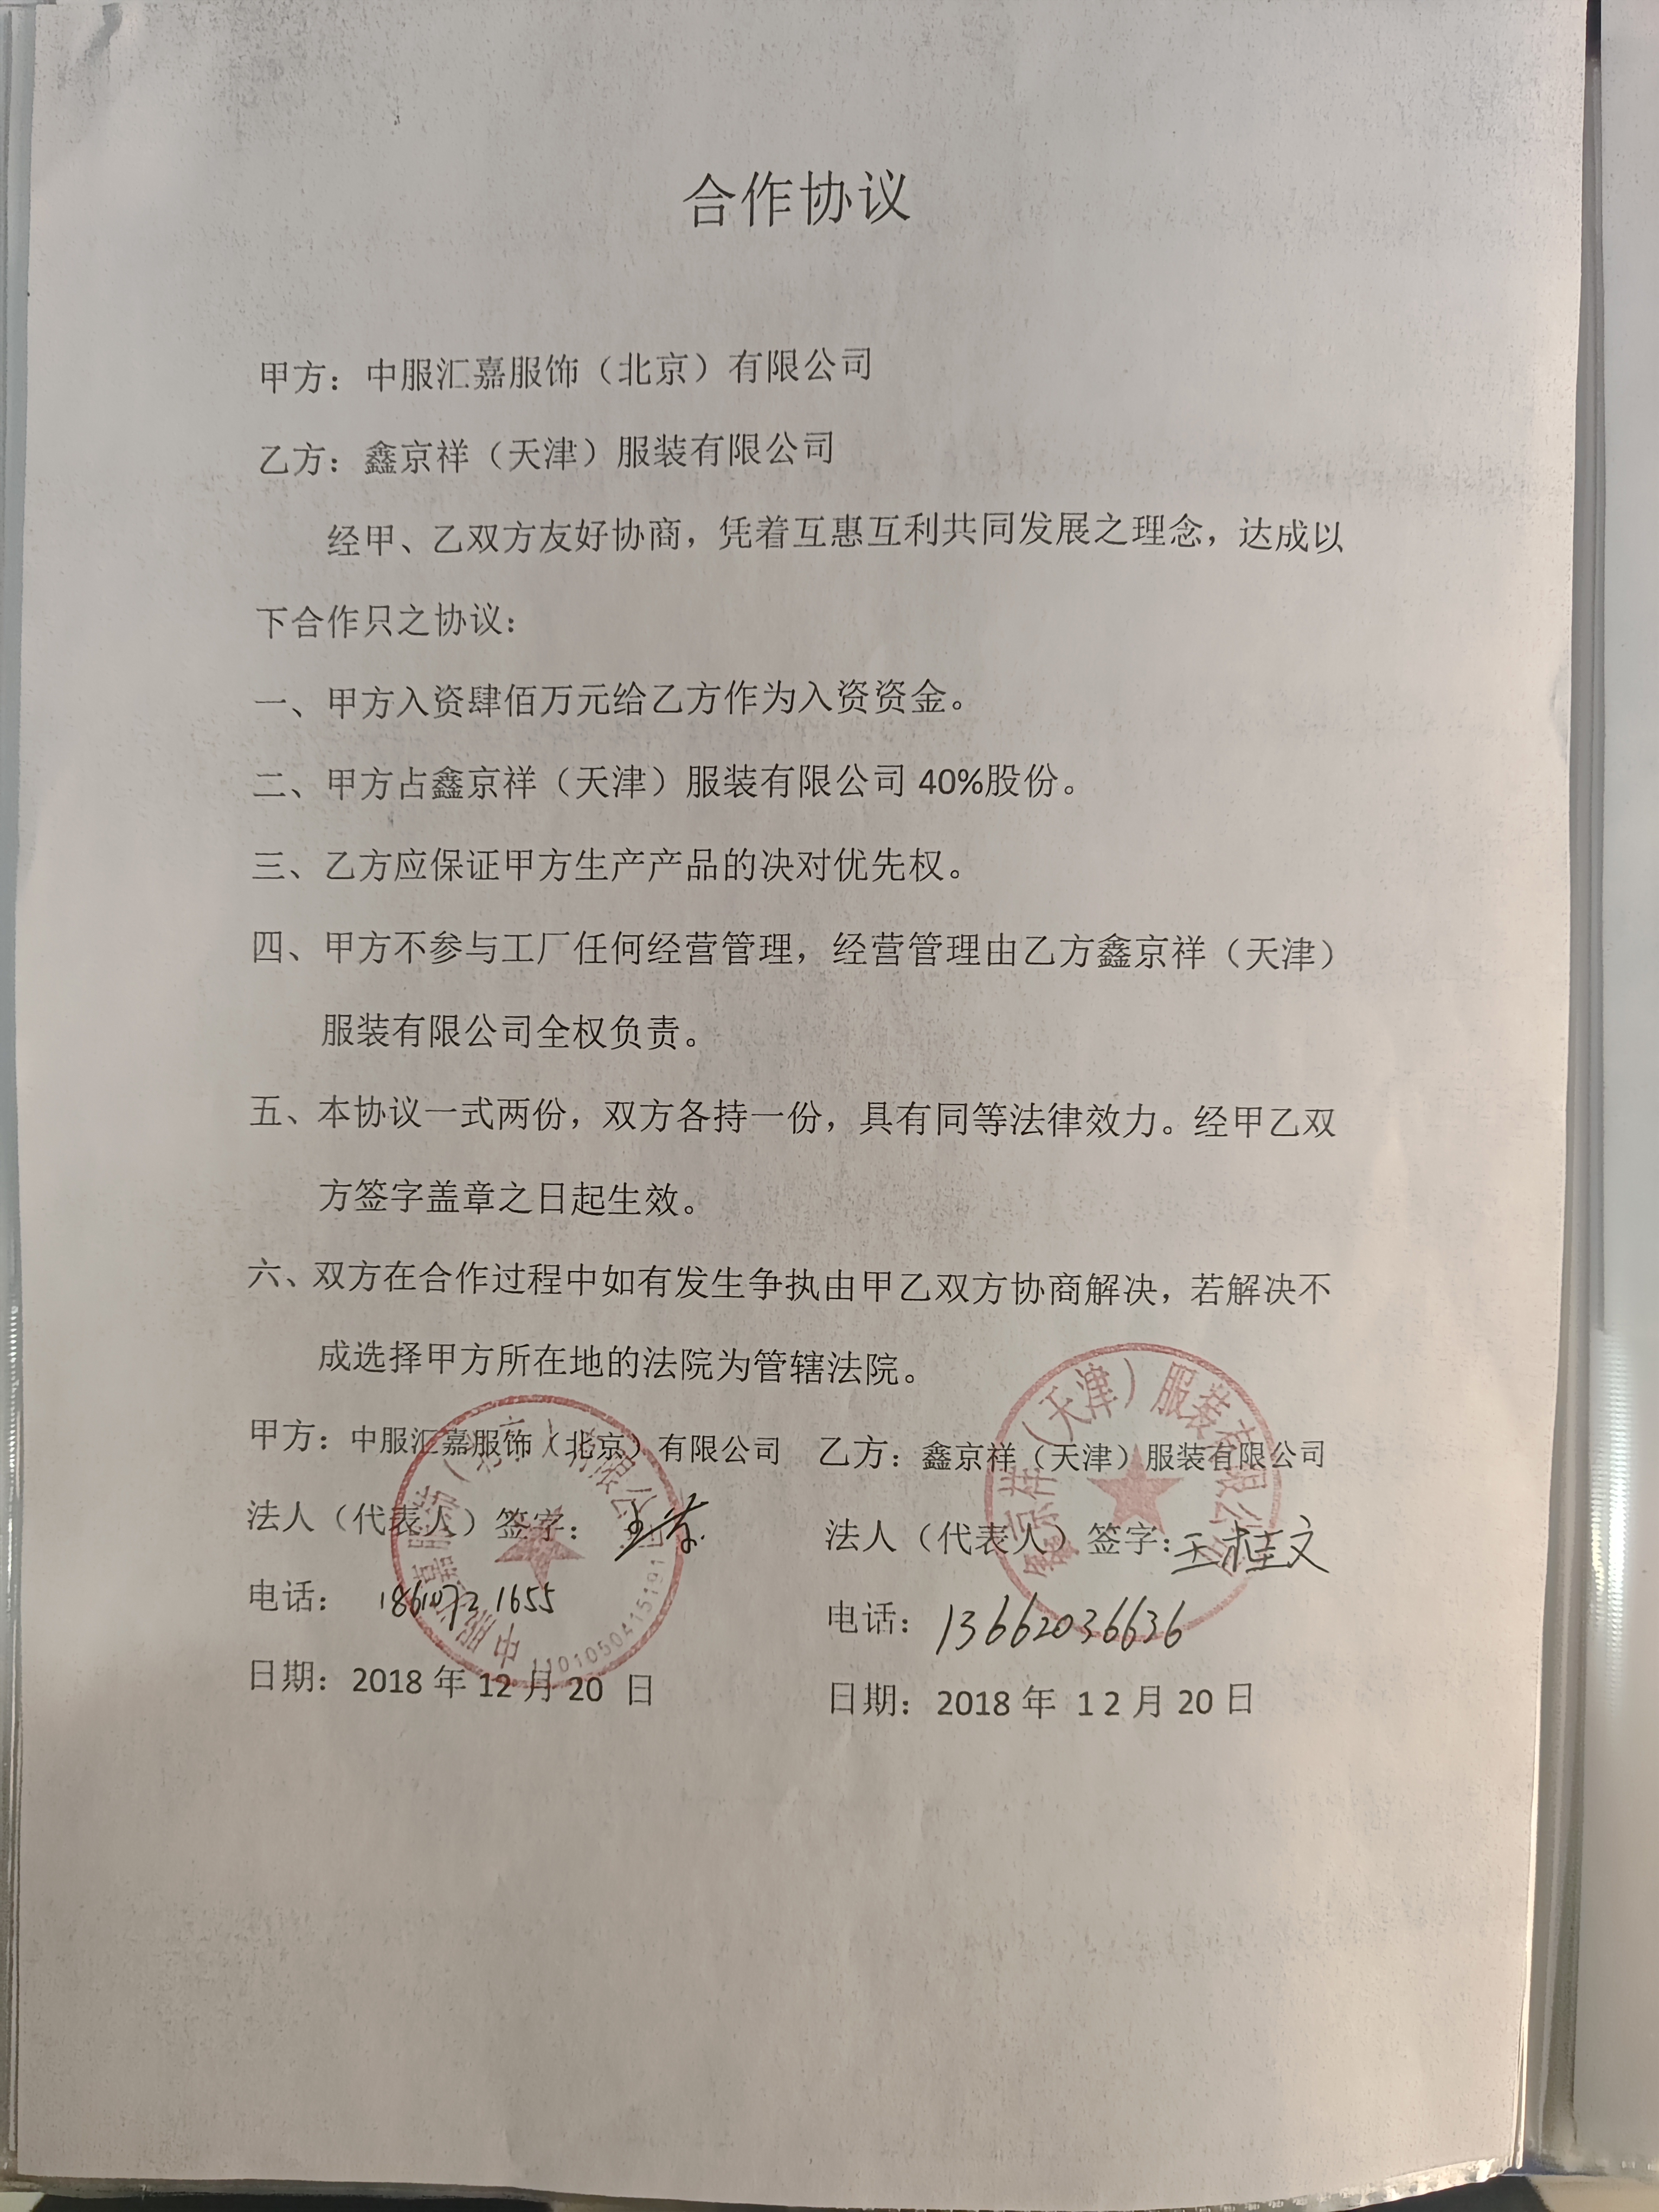 合作协议
甲方：中服汇嘉服饰（北京）有限公司
乙方：鑫京祥（天津）服装有限公司
经甲、乙双方友好协商，凭着互惠互利共同发展之理念，达成以
下合作只之协议：
一、甲方入资肆佰万元给乙方作为入资资金。
二、甲方占鑫京祥（天津）服装有限公司 40%股份。
三、乙方应保证甲方生产产品的决对优先权。
四、甲方不参与工厂任何经营管理，经营管理由乙方鑫京祥（天津）
服装有限公司全权负责。
五、本协议一式两份，双方各持一份，具有同等法律效力。经甲乙双
方签字盖章之日起生效。
六、双方在合作过程中如有发生争执由甲乙双方协商解决，若解决不
成选择甲方所在地的法院为管辖法院。
甲方：中服汇嘉服饰（北京）有限公司 乙方：鑫京祥（天津）服装有限公司
法人（代表人）签字： 法人（代表人）签字：王桂文
电话： 18610721655 电话：13662036636
日期：2018 年 12 月 20 日 日期：2018 年 12 月 20 日
鑫京祥（天津）服装有限公司
1101050415191